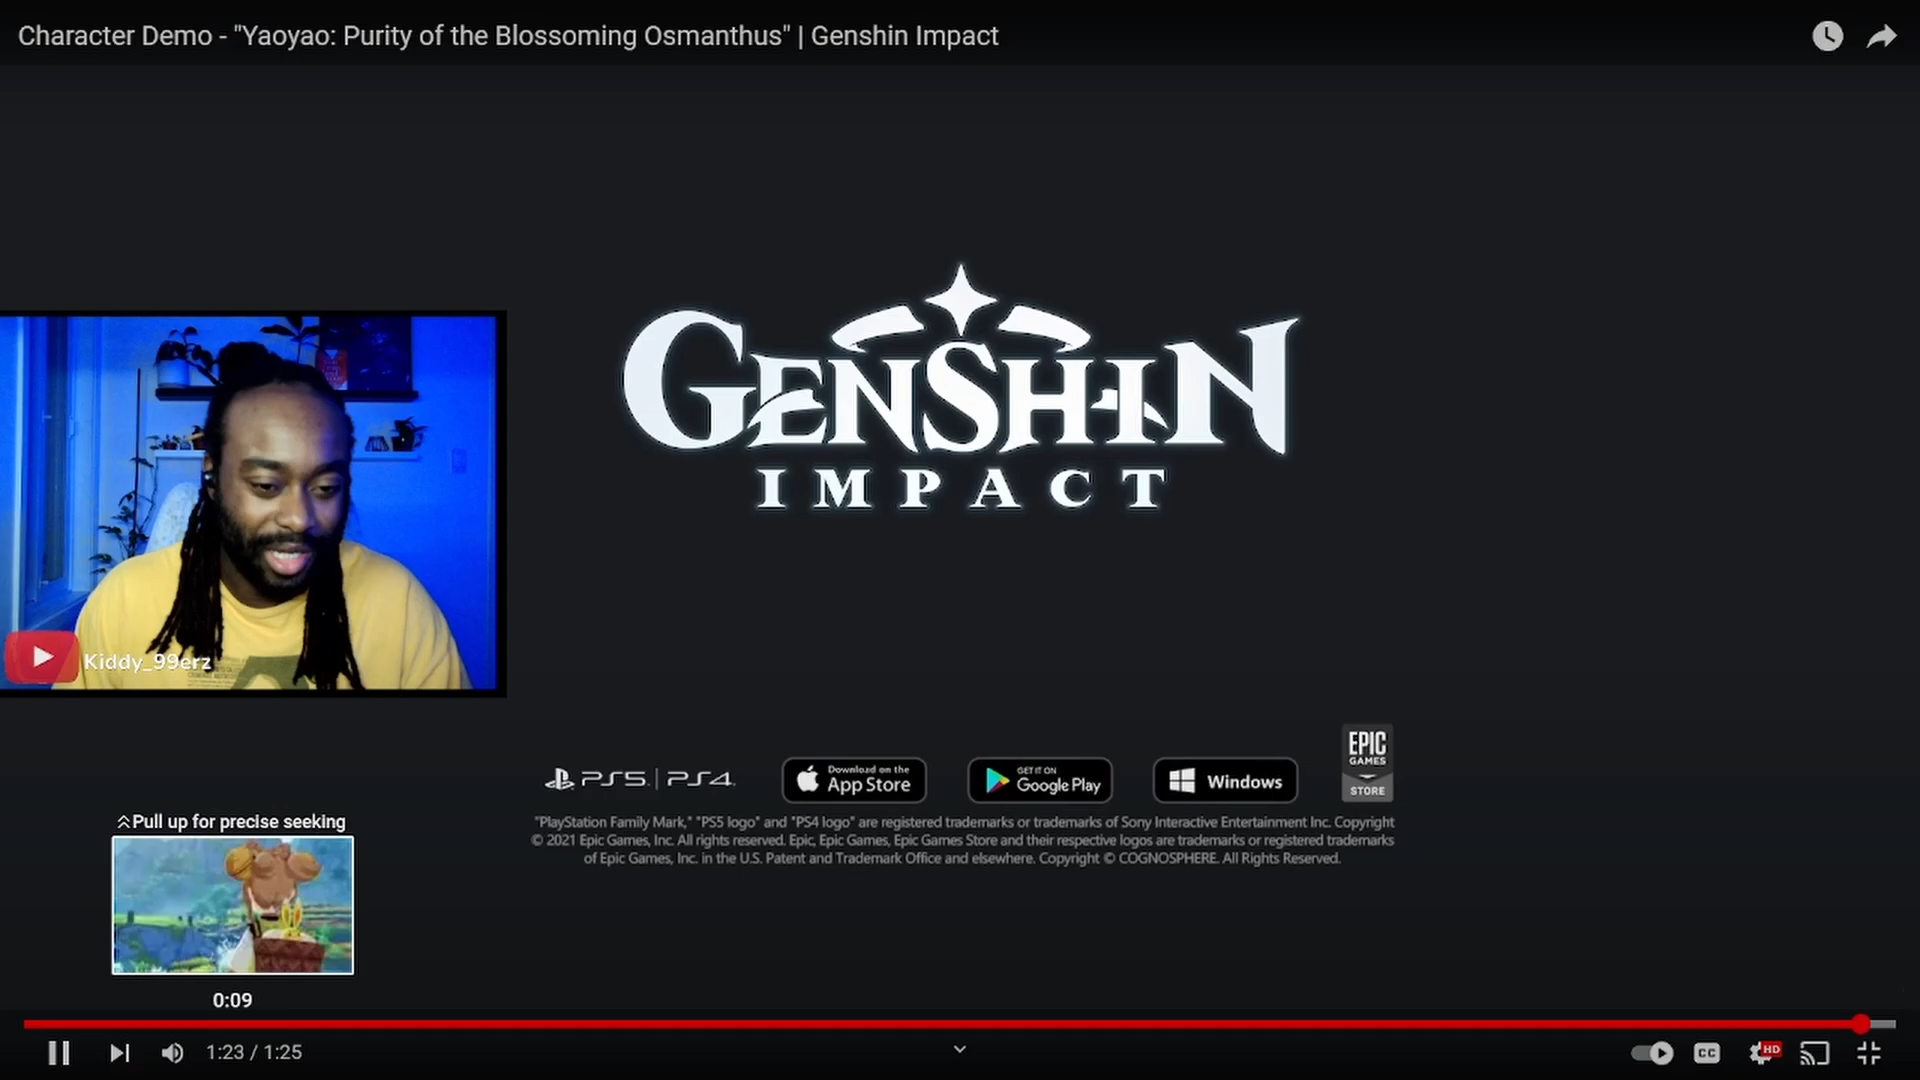 Character Demo - "Yaoyao: Purity of the Blossoming Osmanthus" | Genshin Impact
GENSHIN
IMPACT
Kiddy_99erz
PS5 | PS4
Download on the
App Store
GET IT ON
Google Play
Windows
EPIC
GAMES
STORE
"PlayStation Family Mark," "PS5 logo" and "PS4 logo" are registered trademarks or trademarks of Sony Interactive Entertainment Inc. Copyright
© 2021 Epic Games, Inc. All rights reserved. Epic, Epic Games, Epic Games Store and their respective logos are trademarks or registered trademarks
of Epic Games, Inc. in the U.S. Patent and Trademark Office and elsewhere. Copyright © COGNOSPHERE. All Rights Reserved.
Pull up for precise seeking
0:09
1:23 / 1:25
CC
HD